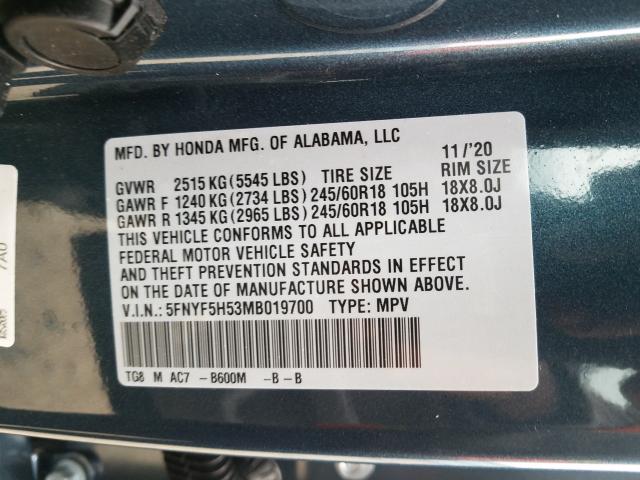 MFD. BY HONDA MFG. OF ALABAMA, LLC 11/'20
GVWR 2515 KG (5545 LBS) TIRE SIZE RIM SIZE
GAWR F 1240 KG (2734 LBS) 245/60R18 105H 18X8.0J
GAWR R 1345 KG (2965 LBS) 245/60R18 105H 18X8.0J
THIS VEHICLE CONFORMS TO ALL APPLICABLE
FEDERAL MOTOR VEHICLE SAFETY
AND THEFT PREVENTION STANDARDS IN EFFECT
ON THE DATE OF MANUFACTURE SHOWN ABOVE.
V.I.N.: 5FNYF5H53MB019700 TYPE: MPV
TG8 M AC7 -B600M -B-B
7A0